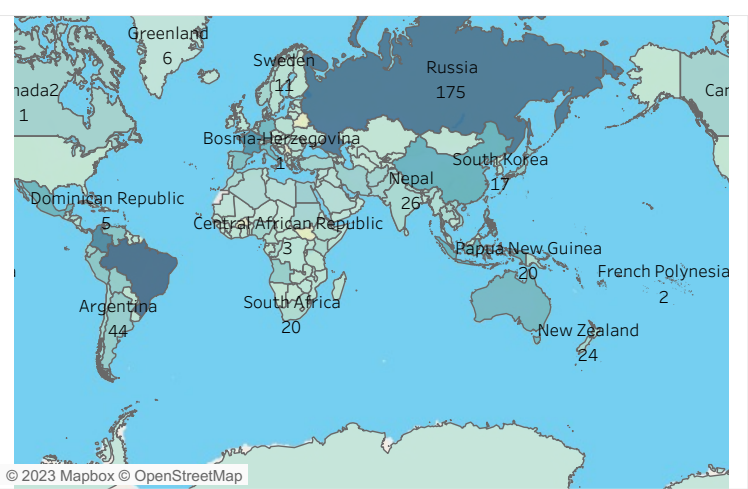 Greenland
6
Sweden
11
Russia
175
nada2
1
Car
Bosnia-Herzegovina
1
South Korea
17
Nepal
26
Dominican Republic
5
Central African Republic
3
Papua New Guinea
20
French Polynesia
2
Argentina
44
South Africa
20
New Zealand
24
© 2023 Mapbox © OpenStreetMap